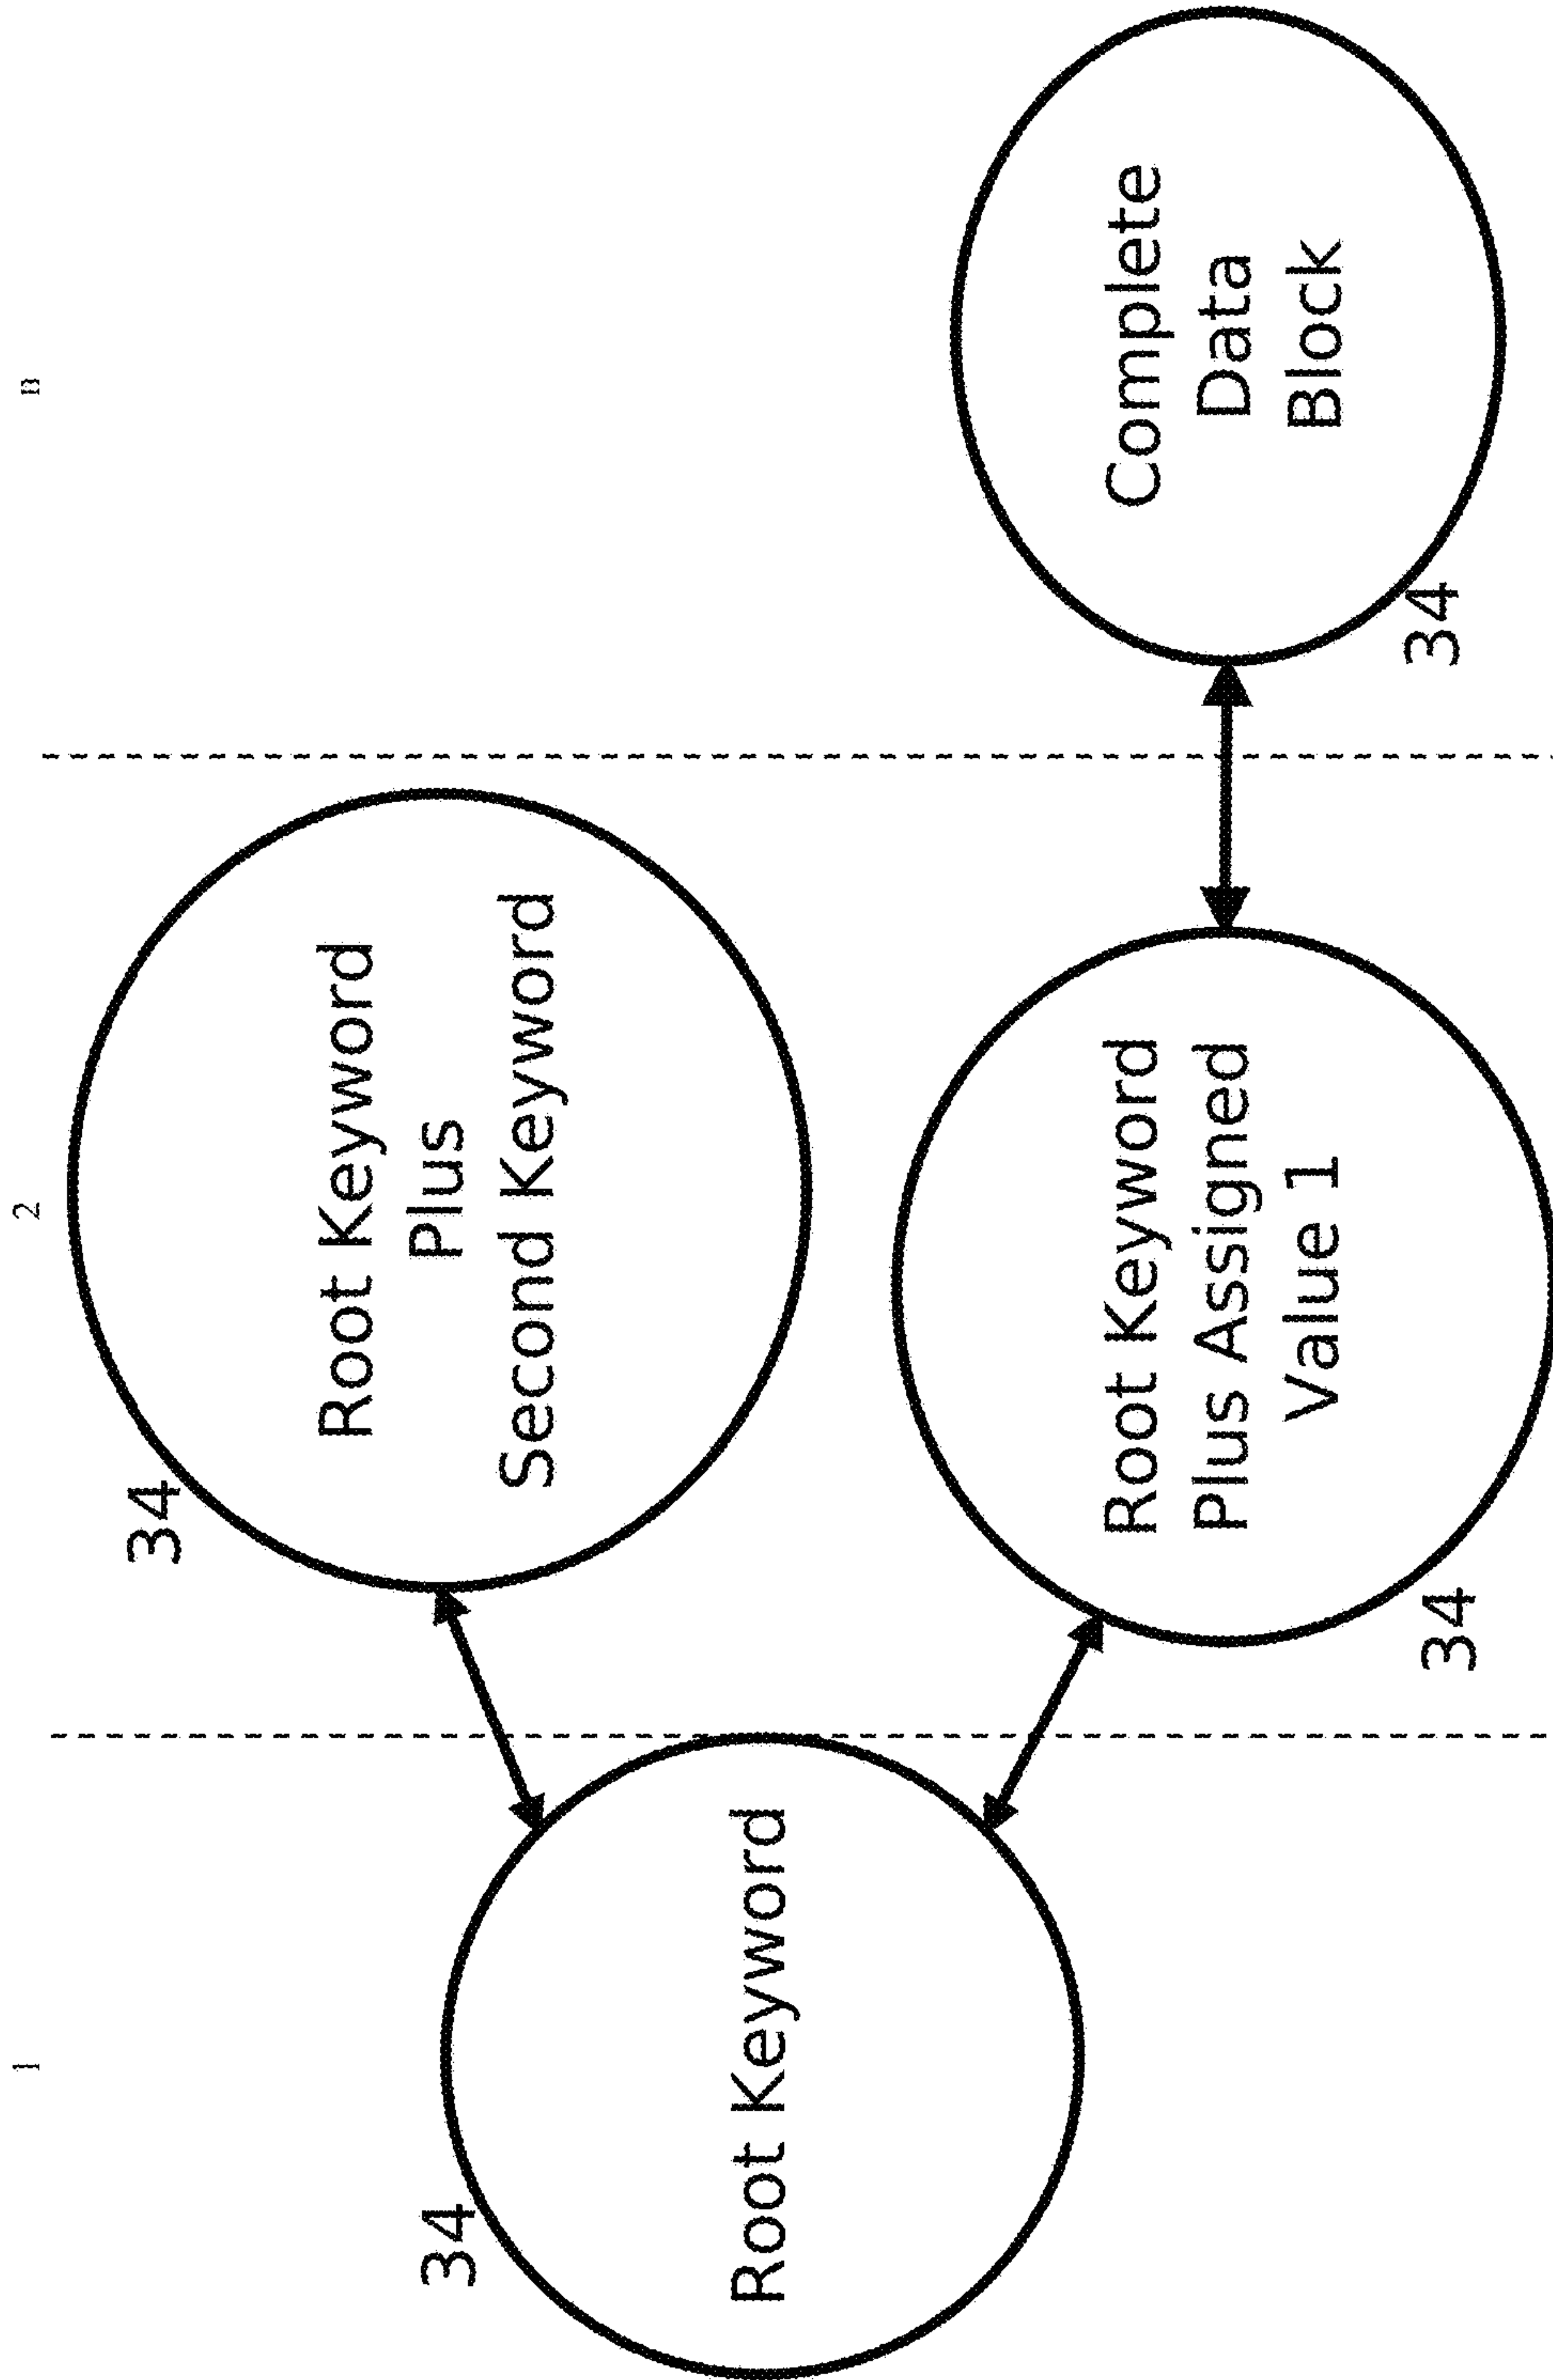 1
2
n
34
Root Keyword
34
Root Keyword
Plus
Second Keyword
34
Root Keyword
Plus Assigned
Value 1
34
Complete
Data
Block